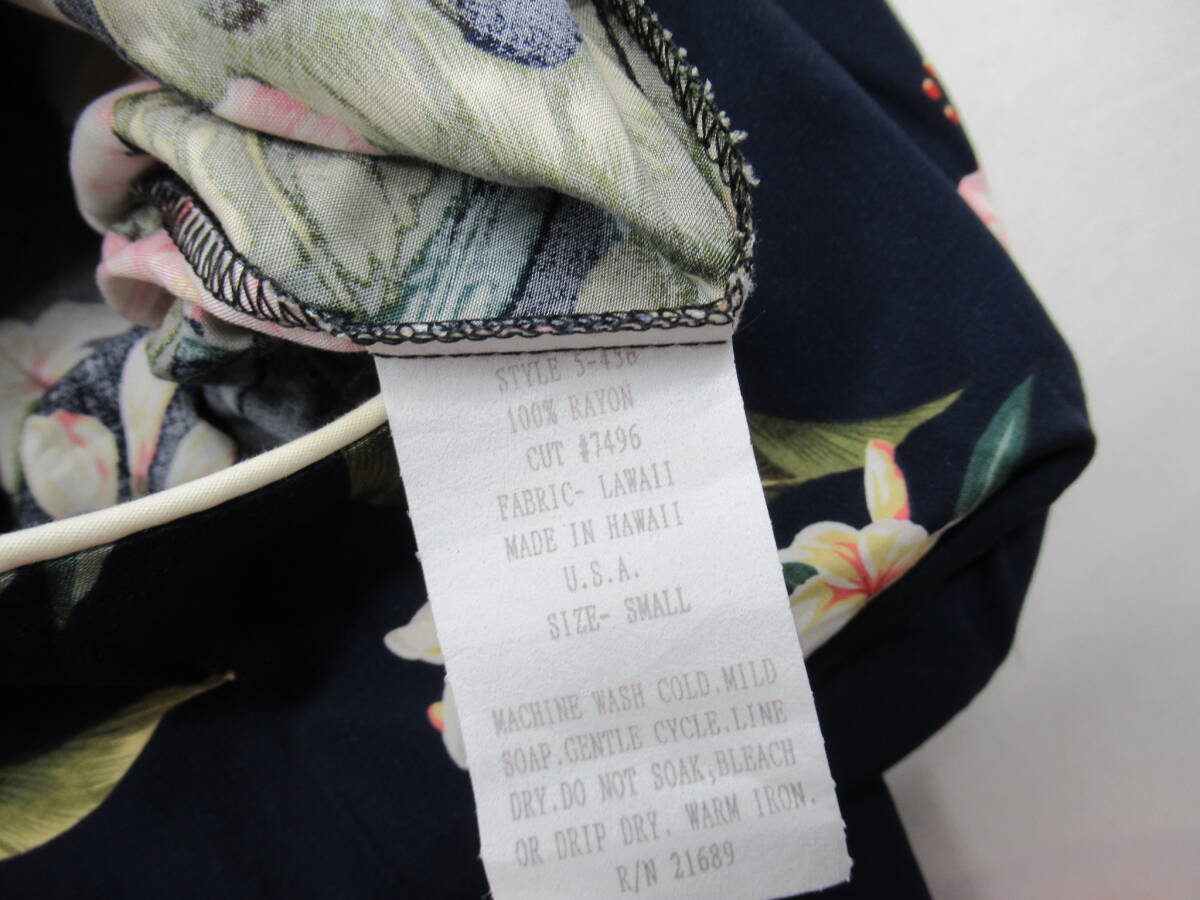 STYLE 5-436
100% RAYON
CUT #7496
FABRIC- LAWAII
MADE IN HAWAII
U.S.A.
SIZE- SMALL
MACHINE WASH COLD.MILD
SOAP.GENTLE CYCLE.LINE
DRY.DO NOT SOAK,BLEACH
OR DRIP DRY. WARM IRON.
R/N 21689